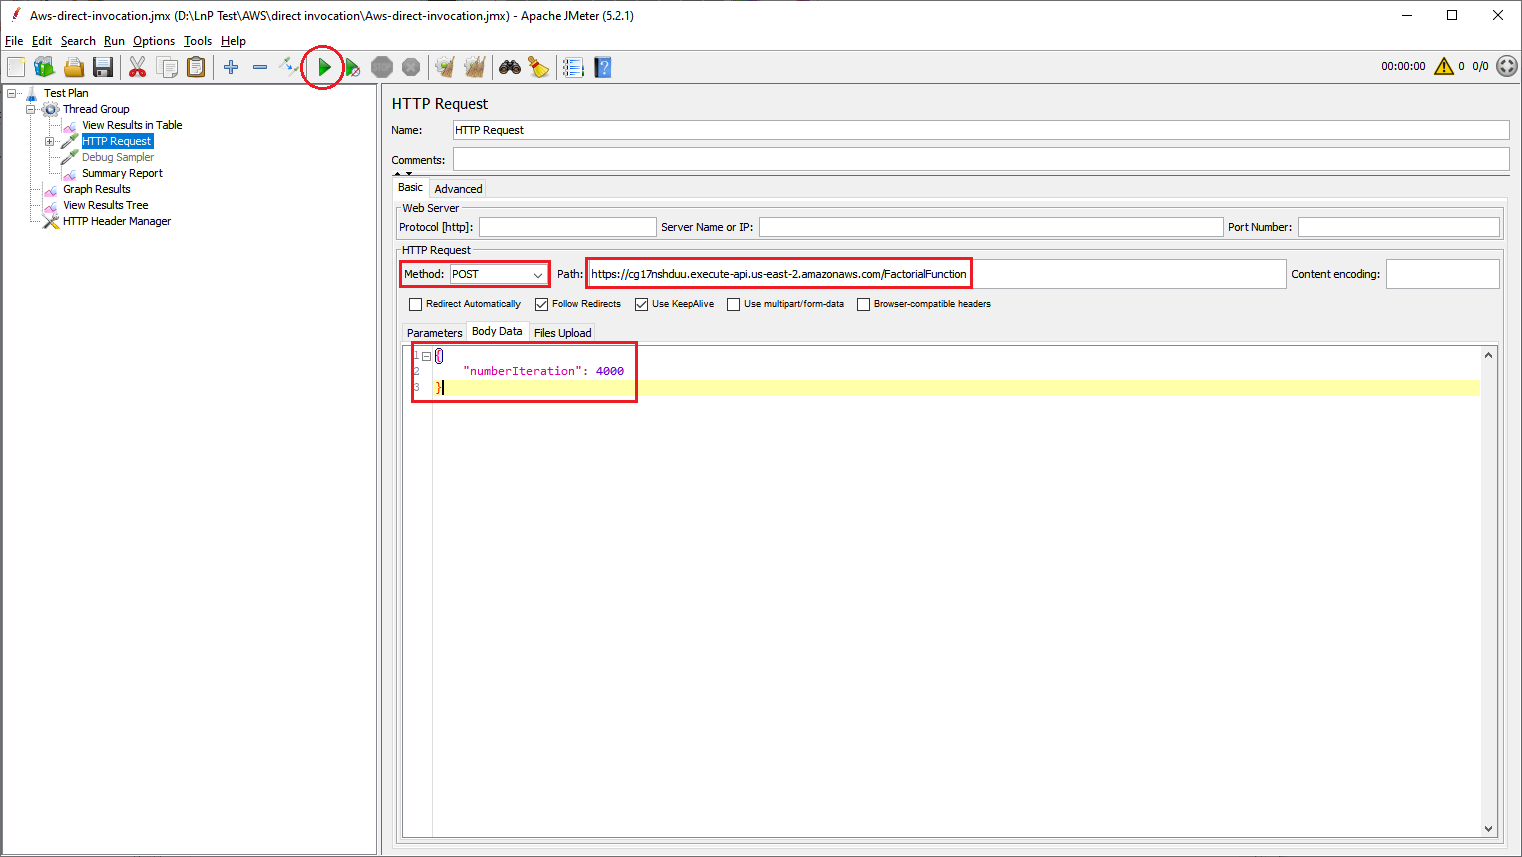 Aws-direct-invocation.jmx (D:\LnP Test\AWS\direct invocation\Aws-direct-invocation.jmx) - Apache JMeter (5.2.1)
File Edit Search Run Options Tools Help
STOP
00:00:00 0 0/0
Test Plan
Thread Group
View Results in Table
HTTP Request
Debug Sampler
Summary Report
Graph Results
View Results Tree
HTTP Header Manager
HTTP Request
Name: HTTP Request
Comments:
Basic Advanced
Web Server
Protocol [http]: Server Name or IP: Port Number:
HTTP Request
Method: POST Path: https://cg17nshduu.execute-api.us-east-2.amazonaws.com/FactorialFunction Content encoding:
Redirect Automatically Follow Redirects Use KeepAlive Use multipart/form-data Browser-compatible headers
Parameters Body Data Files Upload
1 {
2 "numberIteration": 4000
3 }